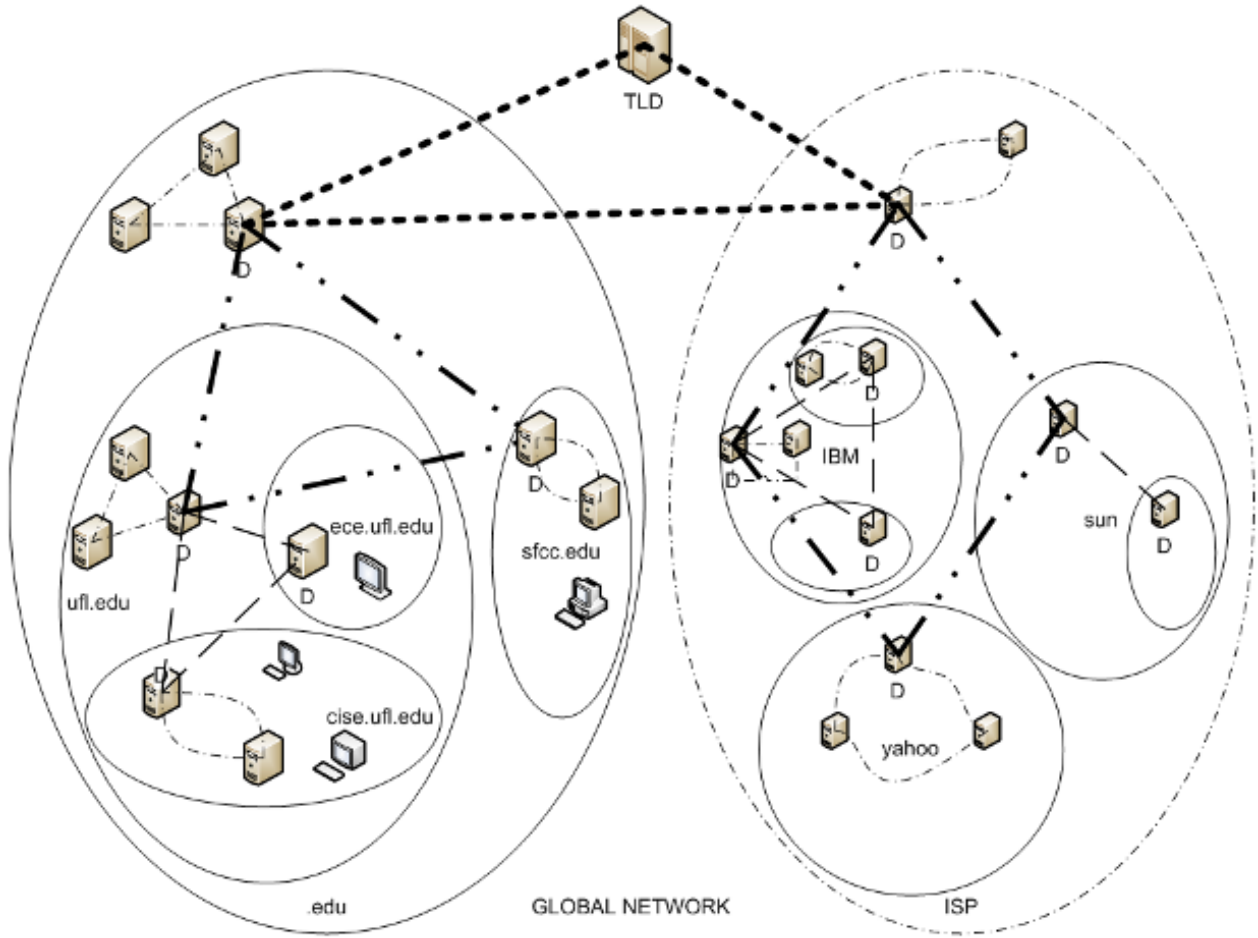 TLD
D
D
D
IBM
D
D
D
D
ece.ufl.edu
sfcc.edu
sun
D
D
D
D
ufl.edu
D
D
cise.ufl.edu
yahoo
.edu
GLOBAL NETWORK
ISP